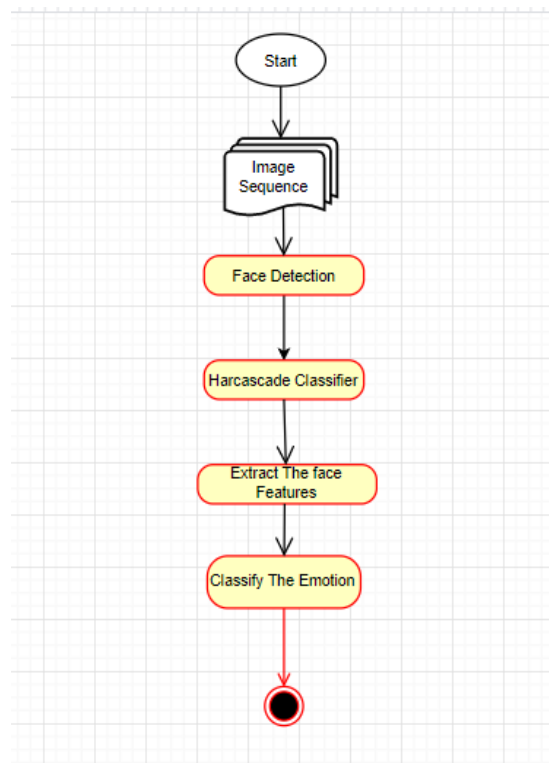 Start
Image
Sequence
Face Detection
Harcascade Classifier
Extract The face
Features
Classify The Emotion